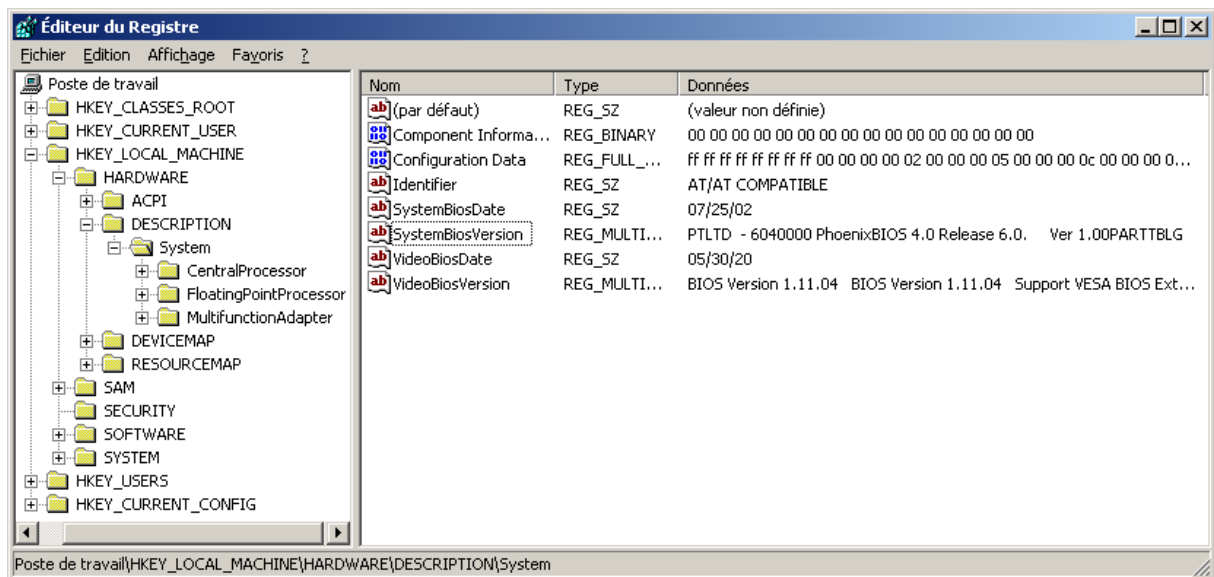 Éditeur du Registre
Fichier Edition Affichage Favoris ?
Poste de travail
HKEY_CLASSES_ROOT
HKEY_CURRENT_USER
HKEY_LOCAL_MACHINE
HARDWARE
ACPI
DESCRIPTION
System
CentralProcessor
FloatingPointProcessor
MultifunctionAdapter
DEVICEMAP
RESOURCEMAP
SAM
SECURITY
SOFTWARE
SYSTEM
HKEY_USERS
HKEY_CURRENT_CONFIG
Nom Type Données
(par défaut) REG_SZ (valeur non définie)
Component Informa... REG_BINARY 00 00 00 00 00 00 00 00 00 00 00 00 00 00 00 00
Configuration Data REG_FULL_... ff ff ff ff ff ff ff ff 00 00 00 00 02 00 00 00 05 00 00 00 0c 00 00 00 0...
Identifier REG_SZ AT/AT COMPATIBLE
SystemBiosDate REG_SZ 07/25/02
SystemBiosVersion REG_MULTI... PTLTD - 6040000 PhoenixBIOS 4.0 Release 6.0. Ver 1.00PARTTBLG
VideoBiosDate REG_SZ 05/30/20
VideoBiosVersion REG_MULTI... BIOS Version 1.11.04 BIOS Version 1.11.04 Support VESA BIOS Ext...
Poste de travail\HKEY_LOCAL_MACHINE\HARDWARE\DESCRIPTION\System